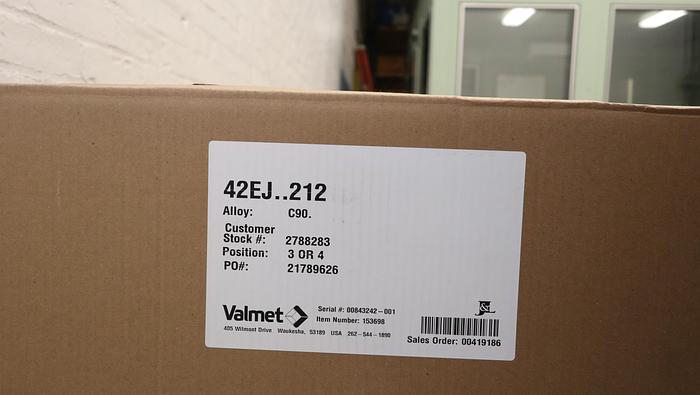 42EJ..212
Alloy: C90.
Customer
Stock #: 2788283
Position: 3 OR 4
PO#: 21789626
Valmet
Serial #: 00843242-001
Item Number: 153698
405 Wilmont Drive Waukesha, 53189 USA 262-544-1890
J&L
Sales Order: 00419186